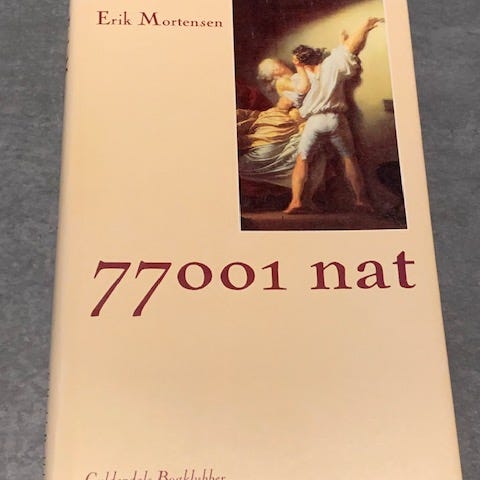 Erik Mortensen
77001 nat
Gyldendals Bogklubber